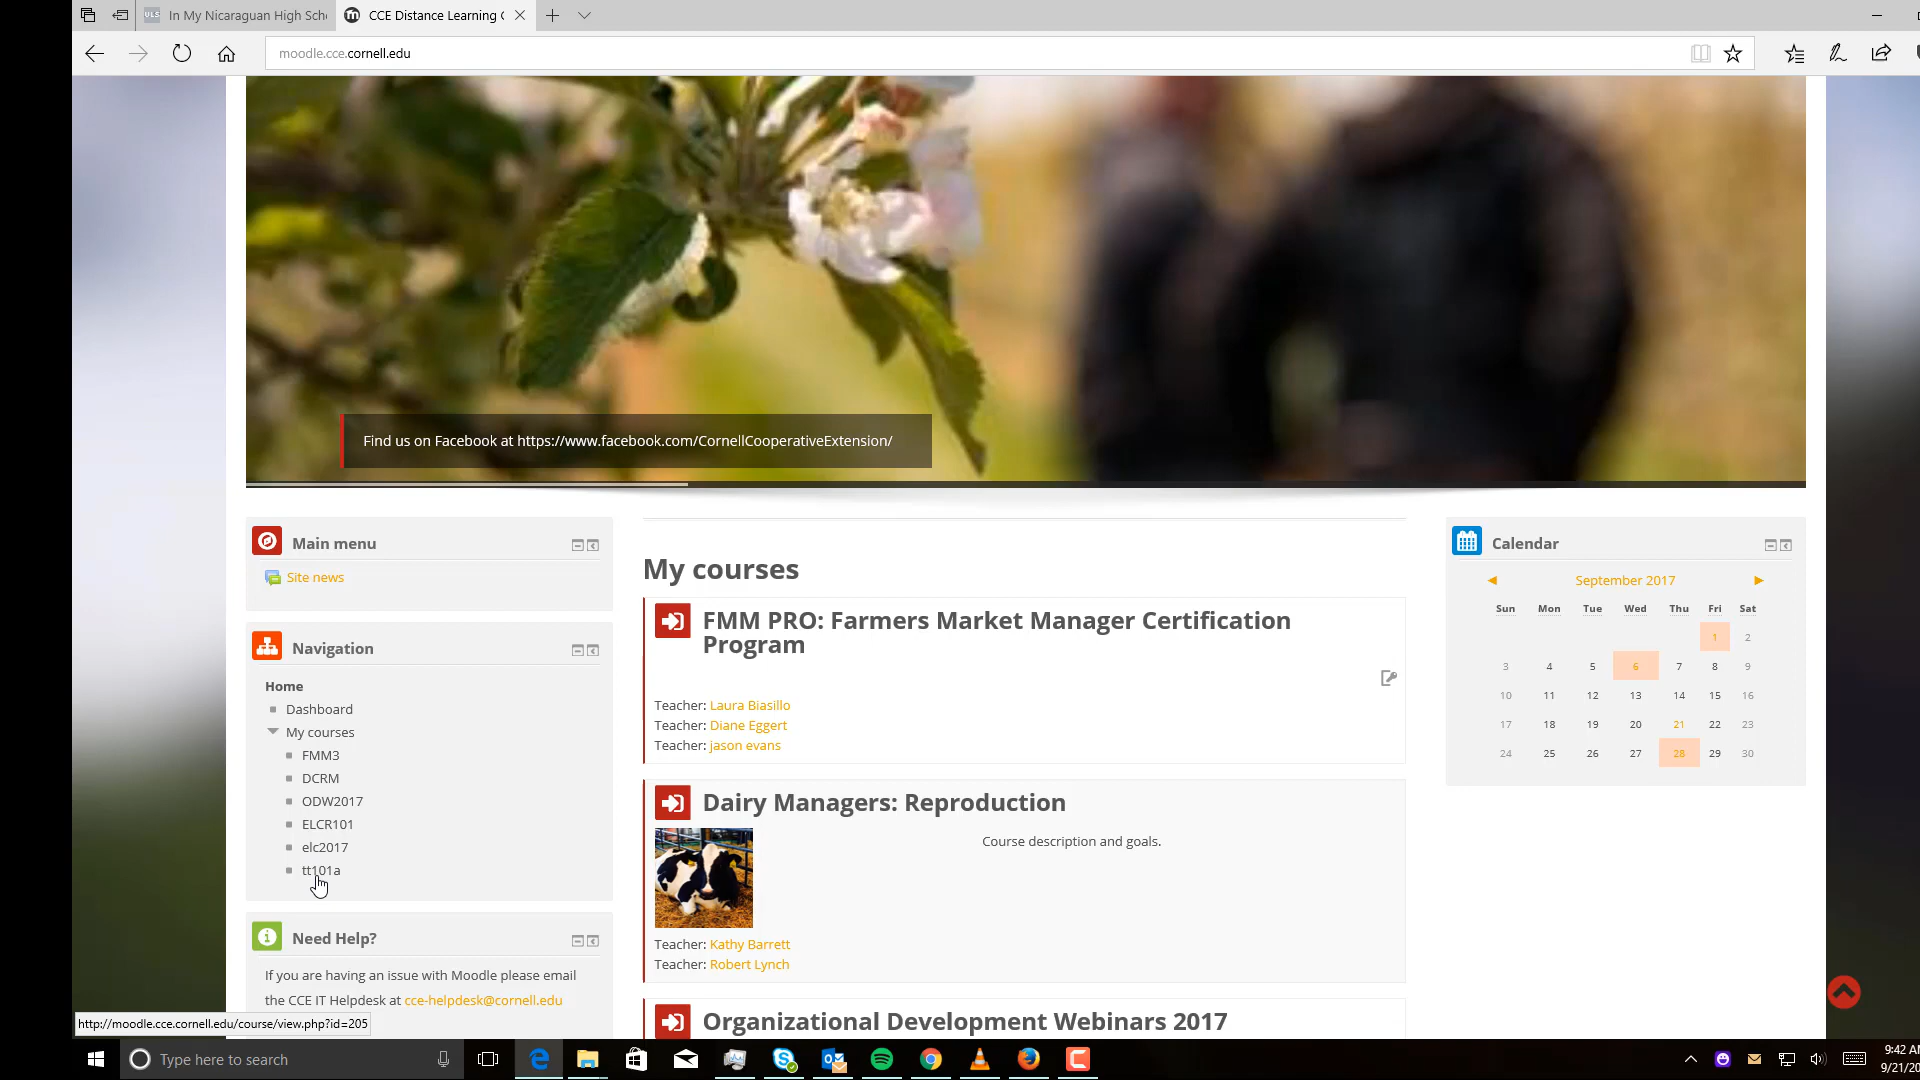 In My Nicaraguan High Sch
CCE Distance Learning
moodle.cce.cornell.edu
Find us on Facebook at https://www.facebook.com/CornellCooperativeExtension/
Main menu
Site news
Navigation
Home
Dashboard
My courses
FMM3
DCRM
ODW2017
ELCR101
elc2017
tt101a
Need Help?
If you are having an issue with Moodle please email
the CCE IT Helpdesk at cce-helpdesk@cornell.edu
http://moodle.cce.cornell.edu/course/view.php?id=205
My courses
FMM PRO: Farmers Market Manager Certification
Program
Teacher: Laura Biasillo
Teacher: Diane Eggert
Teacher: jason evans
Dairy Managers: Reproduction
Course description and goals.
Teacher: Kathy Barrett
Teacher: Robert Lynch
Organizational Development Webinars 2017
Calendar
September 2017
Sun Mon Tue Wed Thu Fri Sat
1 2
3 4 5 6 7 8 9
10 11 12 13 14 15 16
17 18 19 20 21 22 23
24 25 26 27 28 29 30
Type here to search
9:42 AM
9/21/20